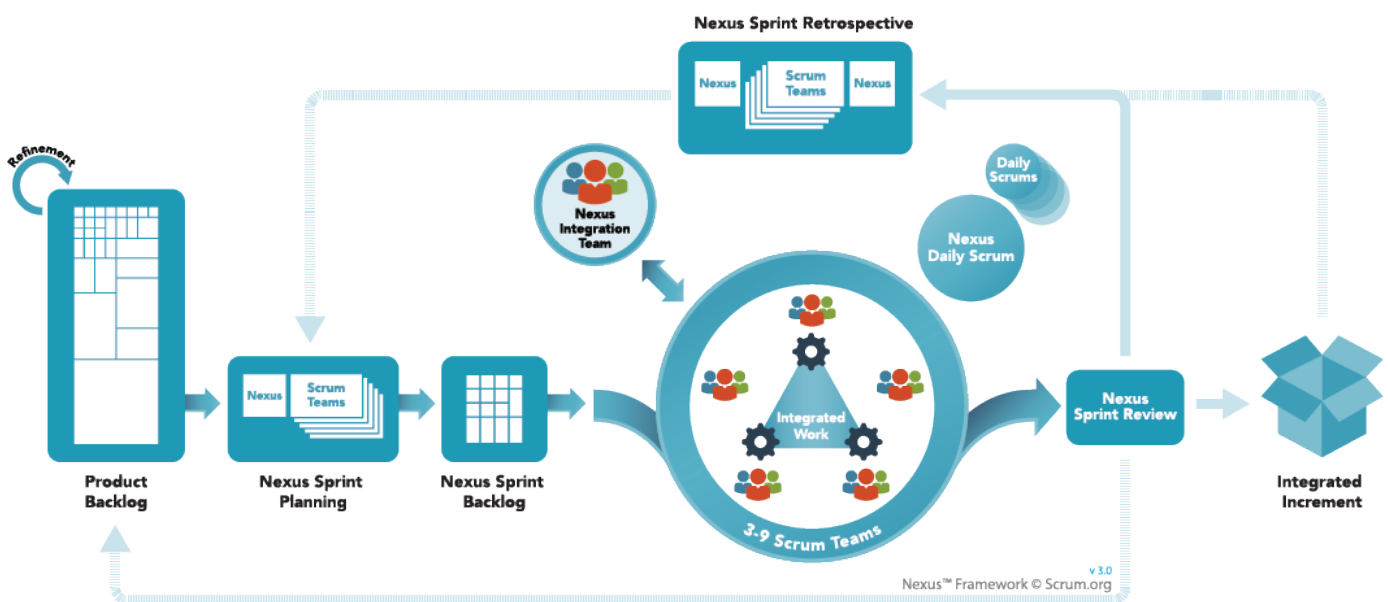 Nexus Sprint Retrospective
Nexus
Scrum
Teams
Nexus
Refinement
Nexus
Integration
Team
Daily
Scrums
Nexus
Daily Scrum
Nexus
Scrum
Teams
Integrated
Work
Nexus
Sprint Review
Product
Backlog
Nexus Sprint
Planning
Nexus Sprint
Backlog
3-9 Scrum Teams
Integrated
Increment
v 3.0
Nexus™ Framework © Scrum.org